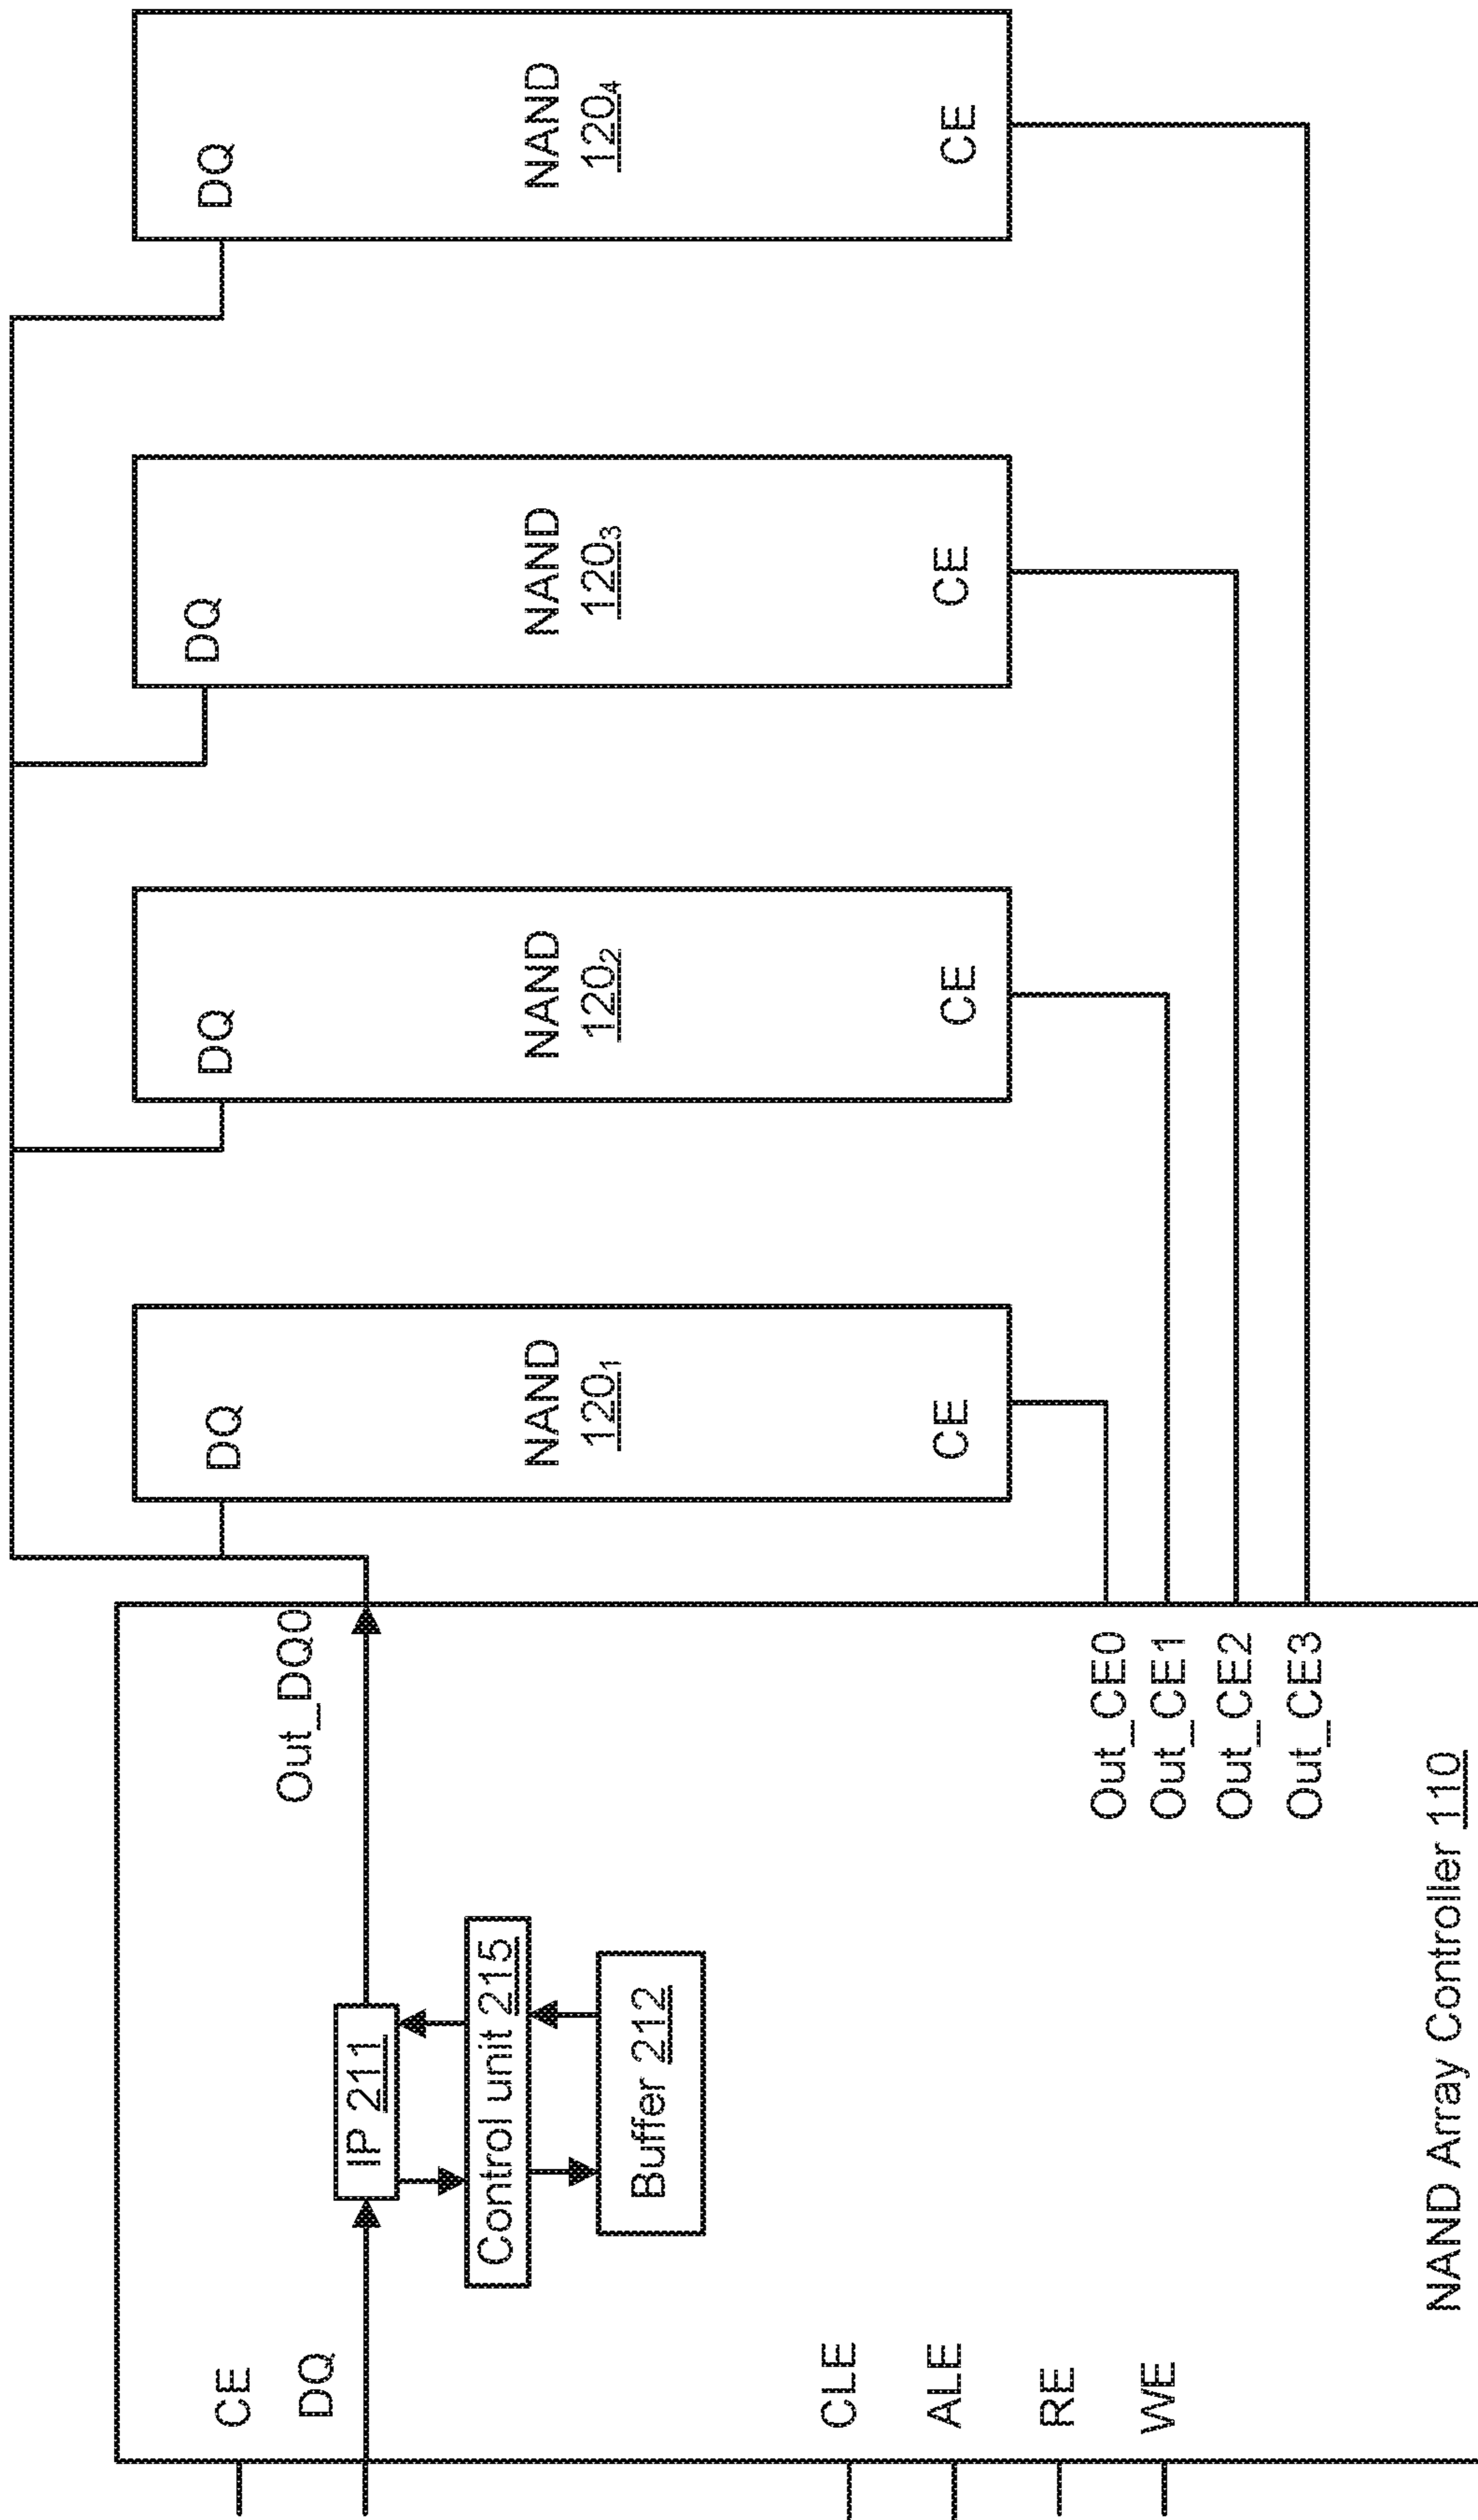 CE
DQ
IP 211
Control unit 215
Buffer 212
CLE
ALE
RE
WE
NAND Array Controller 110
Out_DQ0
Out_CE0
Out_CE1
Out_CE2
Out_CE3
DQ
NAND
120₁
CE
DQ
NAND
120₂
CE
DQ
NAND
120₃
CE
DQ
NAND
120₄
CE